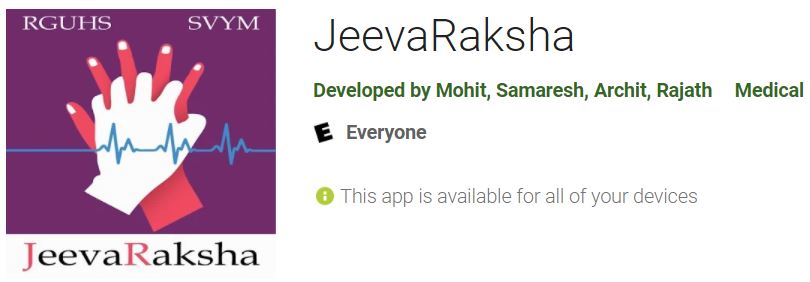 RGUHS SVYM
JeevaRaksha
JeevaRaksha
Developed by Mohit, Samaresh, Archit, Rajath Medical
E Everyone
This app is available for all of your devices